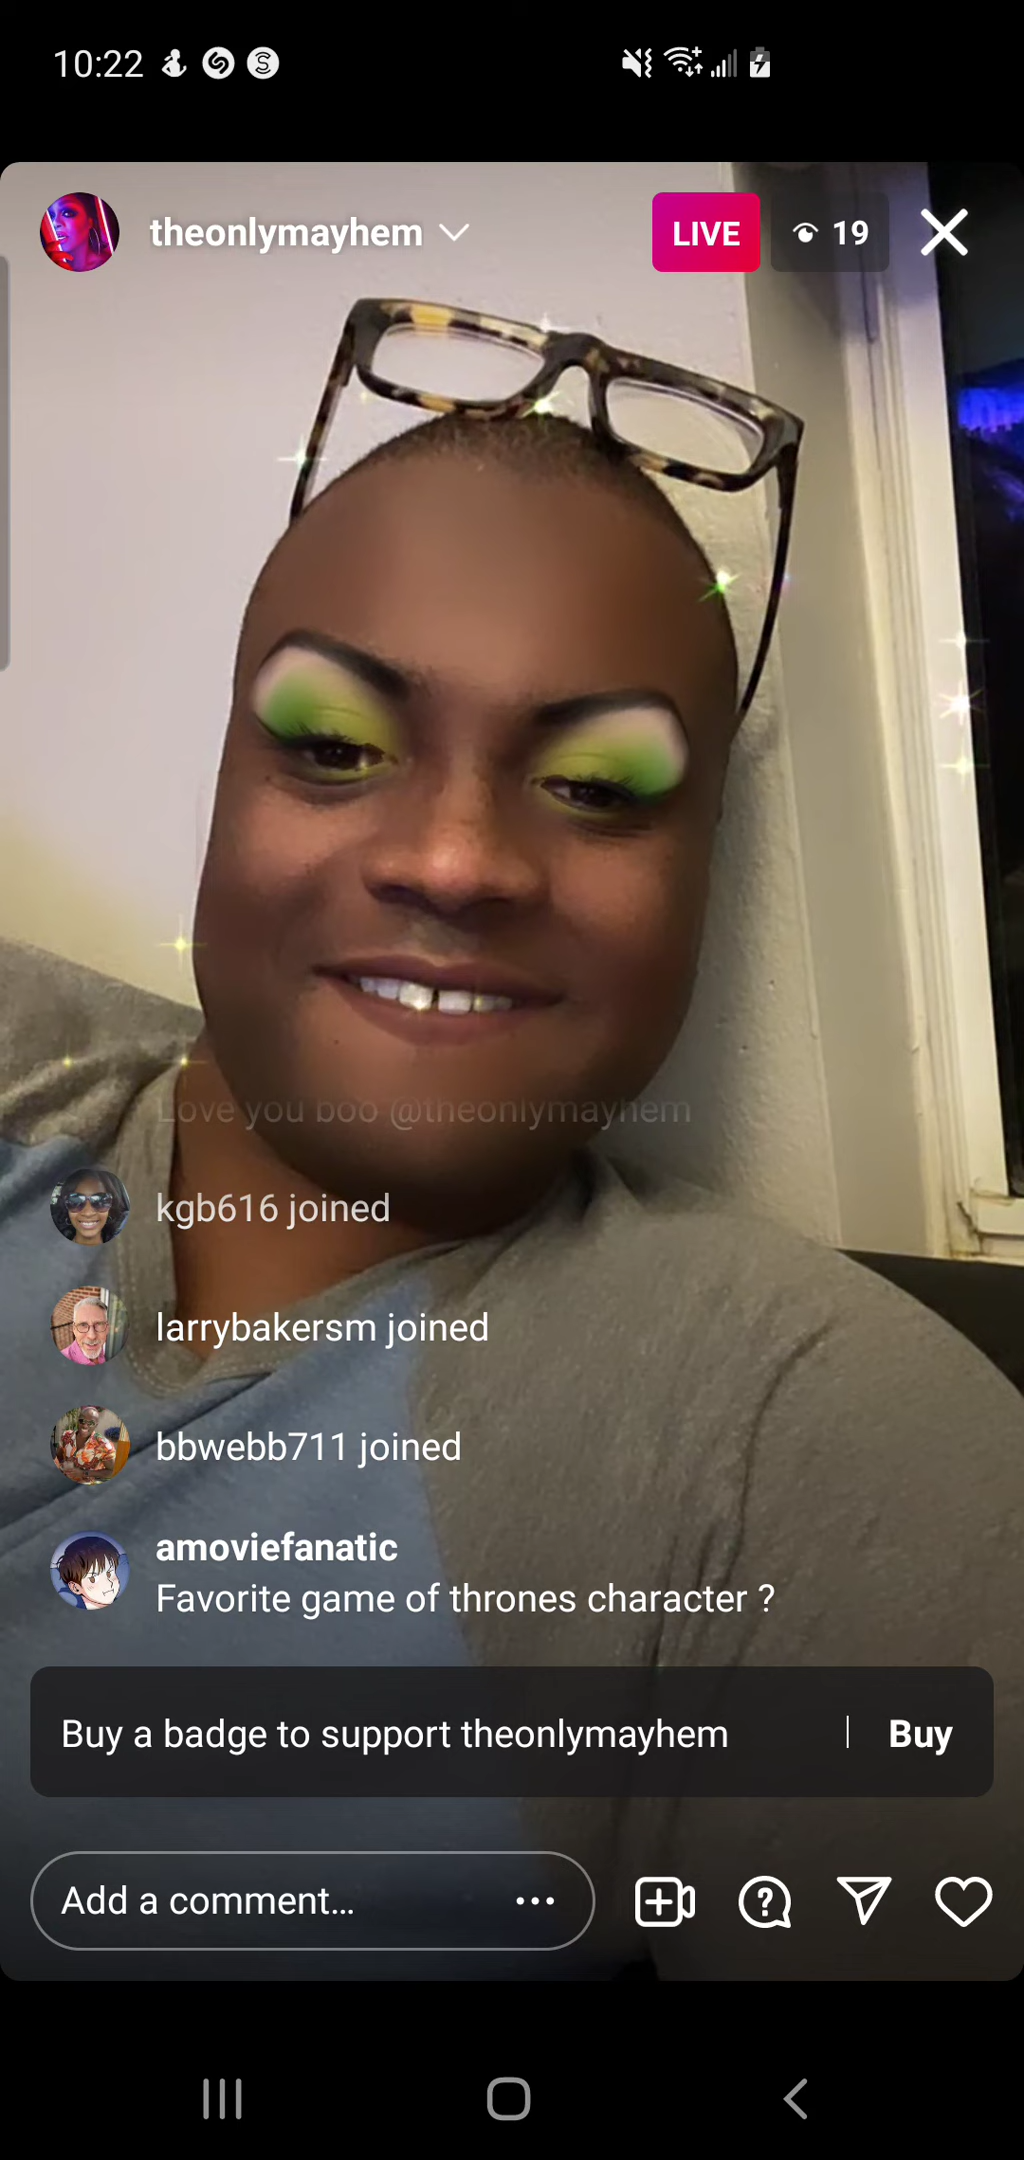 10:22
theonlymayhem
LIVE
19
Love you boo @theonlymayhem
kgb616 joined
larrybakersm joined
bbwebb711 joined
amoviefanatic
Favorite game of thrones character ?
Buy a badge to support theonlymayhem | Buy
Add a comment...